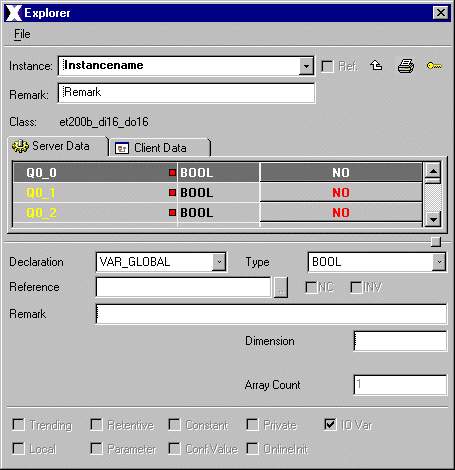 Explorer
File
Instance: Instancename Ref.
Remark: Remark
Class: et200b_di16_do16
Server Data Client Data
Q0_0 BOOL NO
Q0_1 BOOL NO
Q0_2 BOOL NO
Declaration VAR_GLOBAL Type BOOL
Reference .. NC INV
Remark
Dimension
Array Count 1
Trending Retentive Constant Private IO Var
Local Parameter Conf.Value OnlineInit